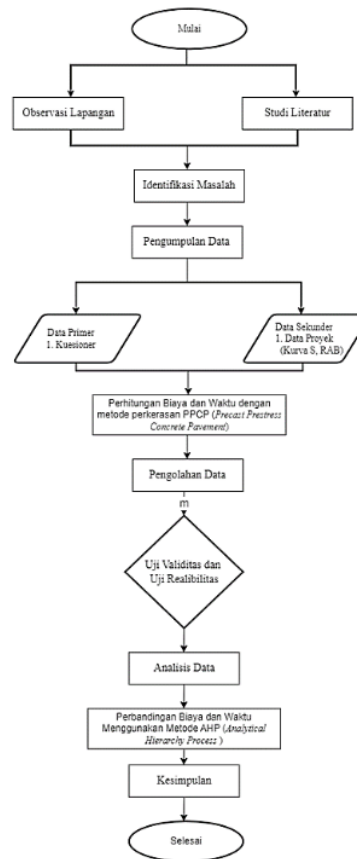 Mulai
Observasi Lapangan
Studi Literatur
Identifikasi Masalah
Pengumpulan Data
Data Primer
1. Kuesioner
Data Sekunder
1. Data Proyek
(Kurva S, RAB)
Perhitungan Biaya dan Waktu dengan
metode perkerasan PPCP (Precast Prestress
Concrete Pavement)
Pengolahan Data
m
Uji Validitas dan
Uji Realibilitas
Analisis Data
Perbandingan Biaya dan Waktu
Menggunakan Metode AHP (Analytical
Hierarchy Process )
Kesimpulan
Selesai